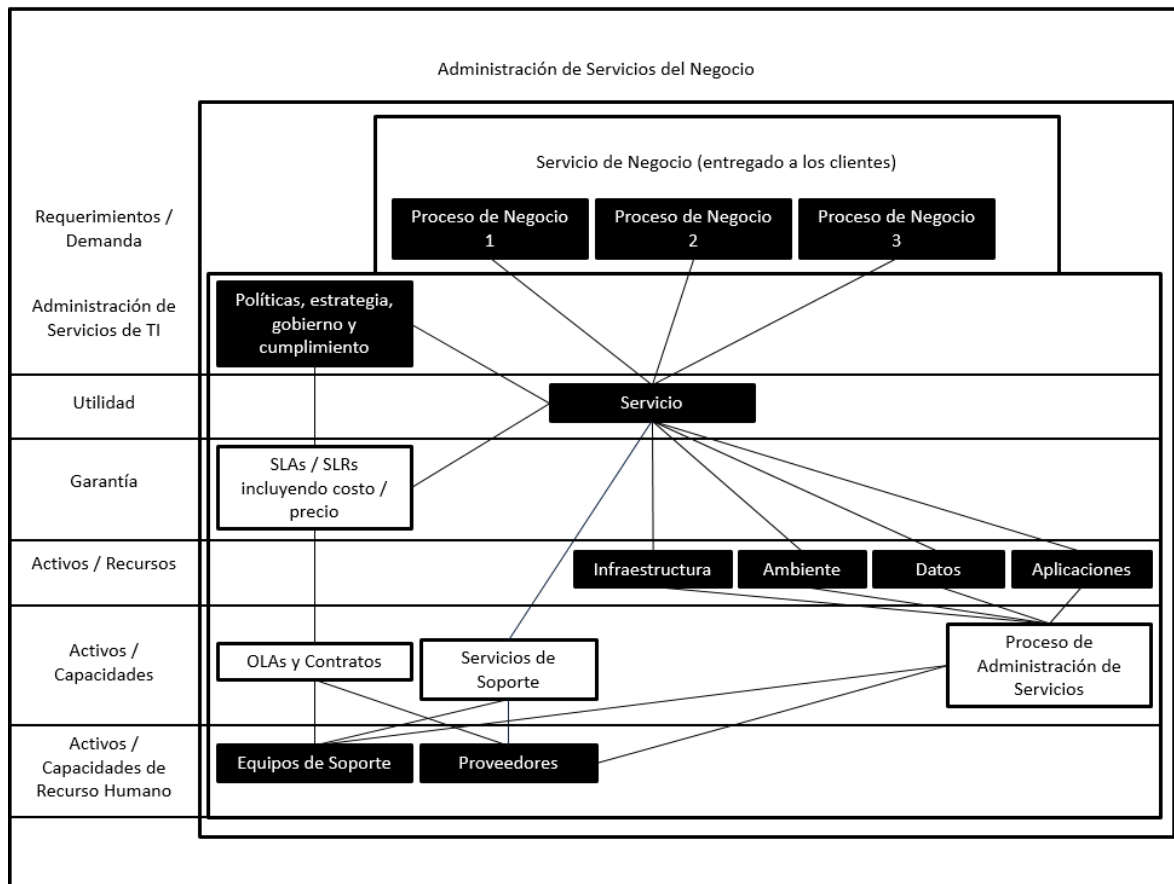 Administración de Servicios del Negocio
Servicio de Negocio (entregado a los clientes)
Requerimientos /
Demanda
Proceso de Negocio
1
Proceso de Negocio
2
Proceso de Negocio
3
Administración de
Servicios de TI
Políticas, estrategia,
gobierno y
cumplimiento
Utilidad
Servicio
Garantía
SLAs / SLRs
incluyendo costo /
precio
Activos / Recursos
Infraestructura
Ambiente
Datos
Aplicaciones
Activos /
Capacidades
OLAs y Contratos
Servicios de
Soporte
Proceso de
Administración de
Servicios
Activos /
Capacidades de
Recurso Humano
Equipos de Soporte
Proveedores